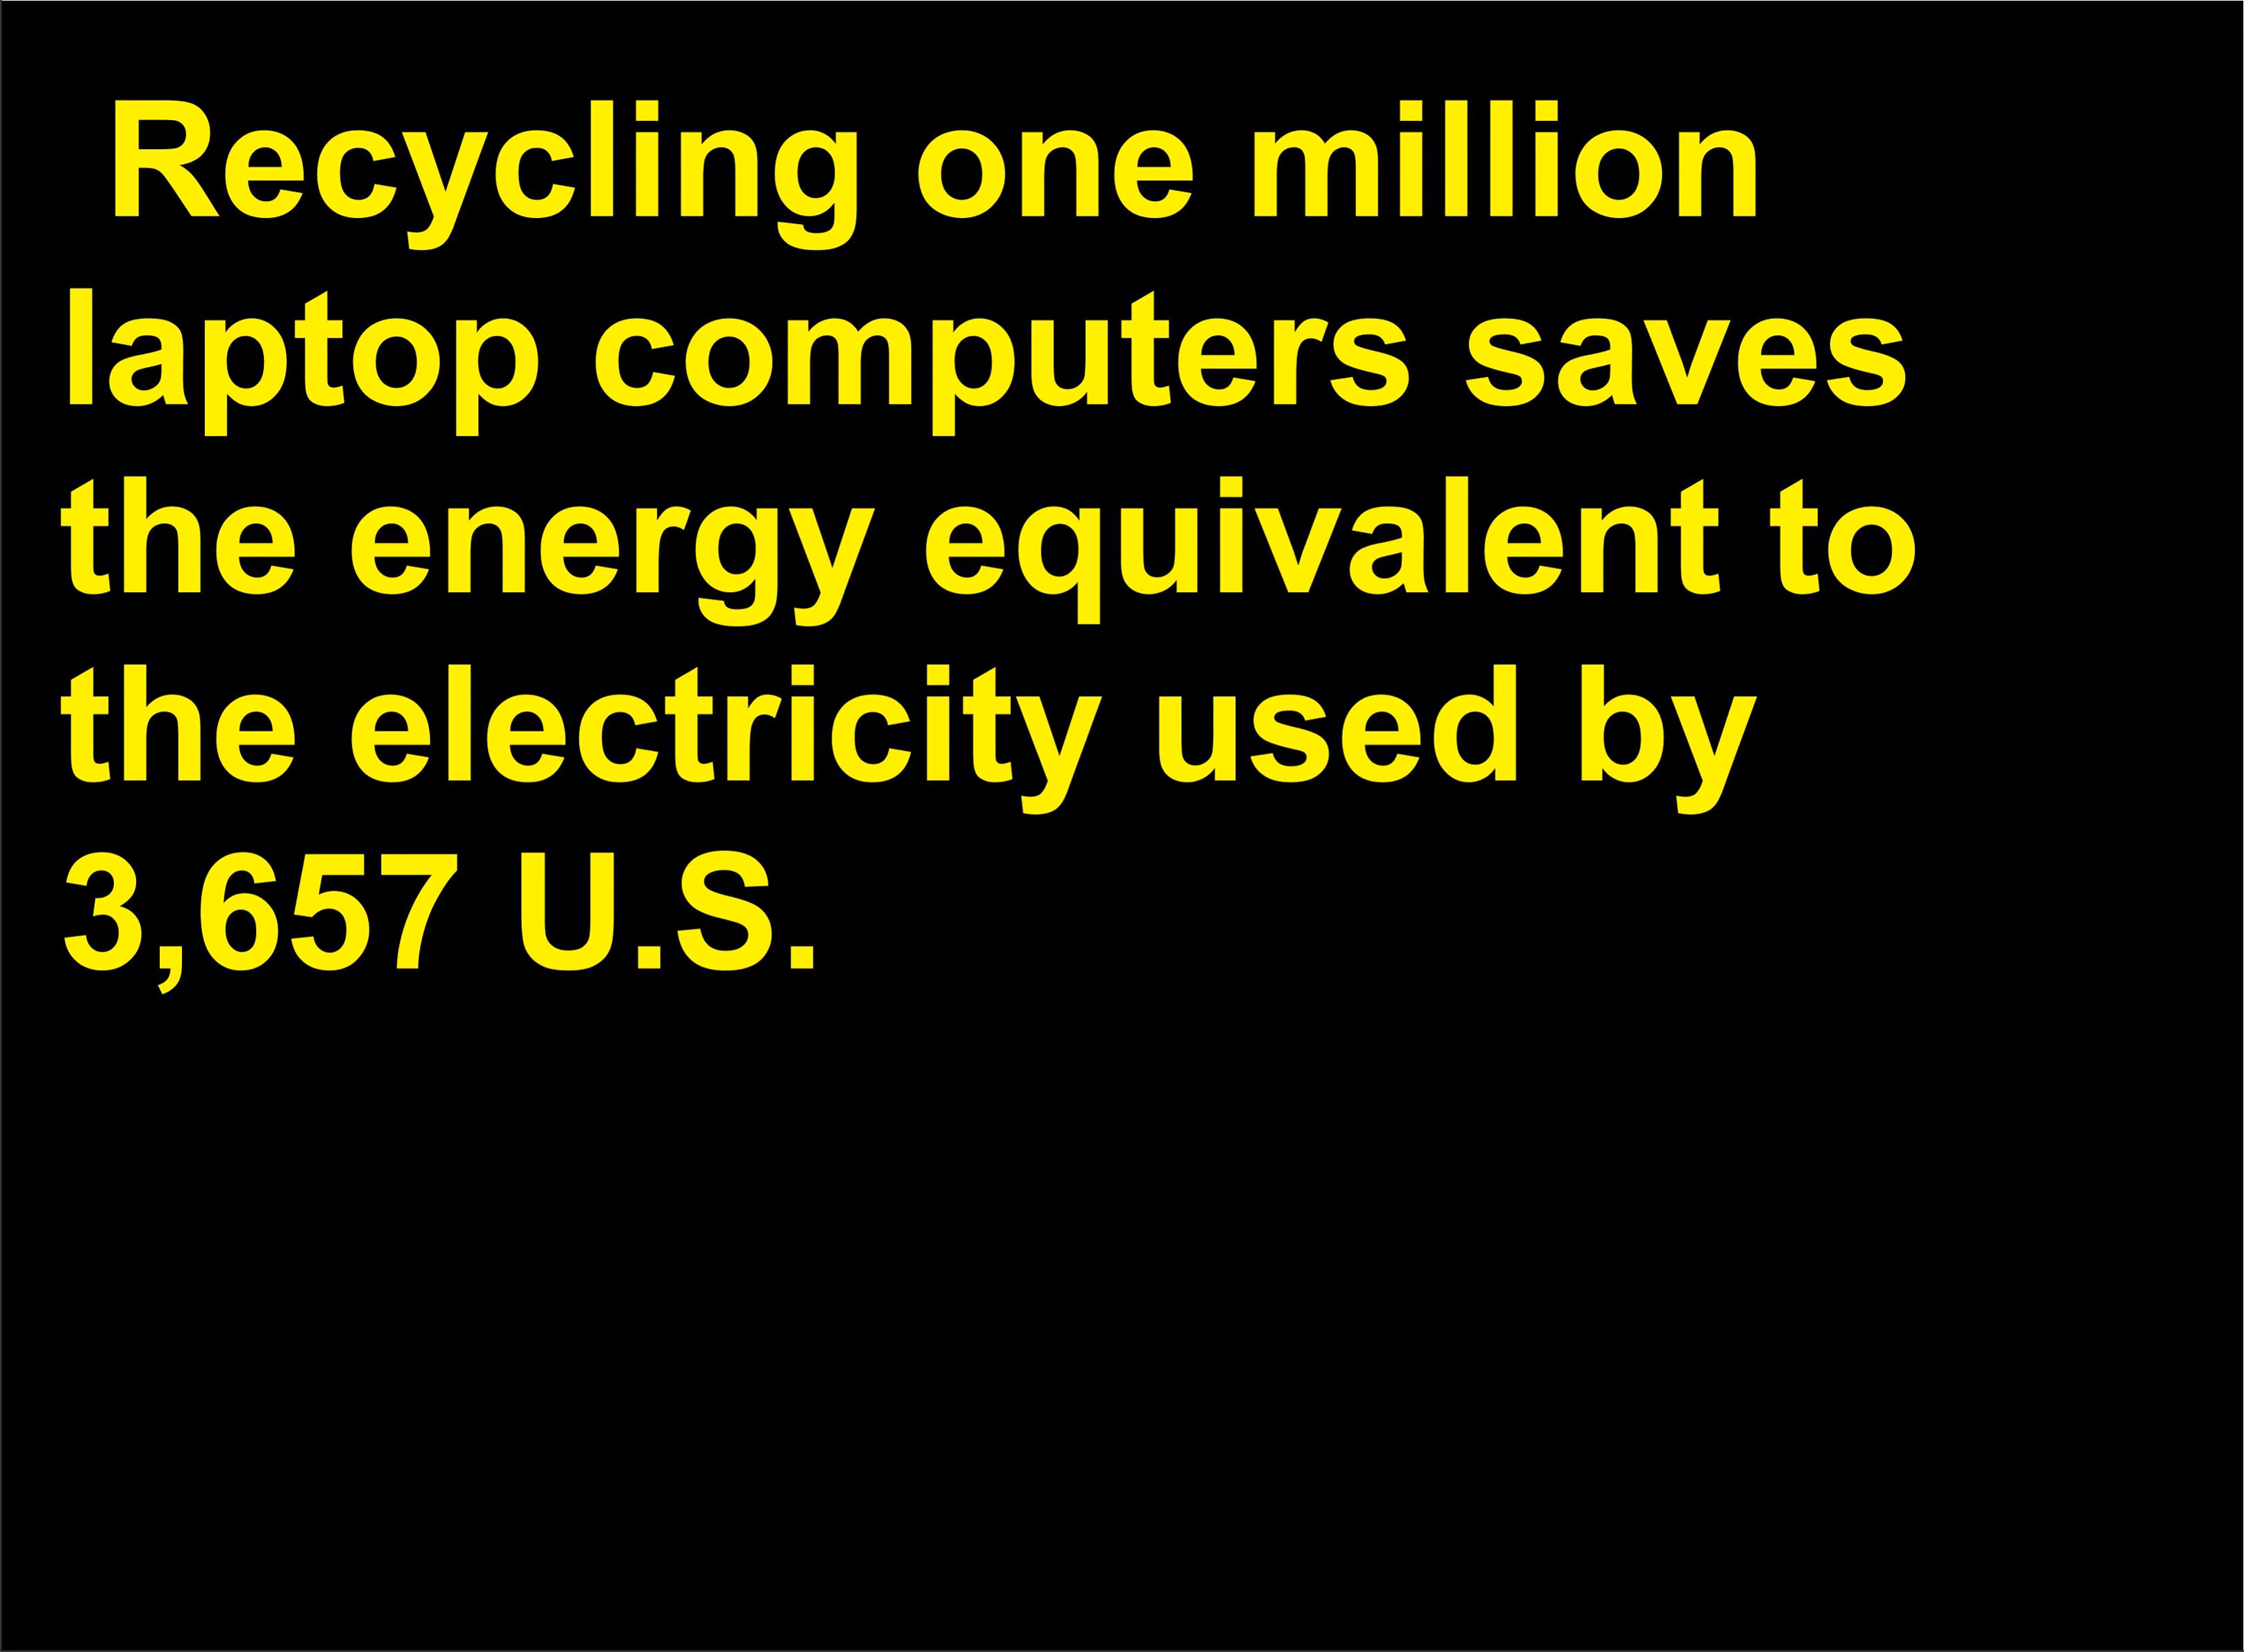 Recycling one million
laptop computers saves
the energy equivalent to
the electricity used by
3,657 U.S.